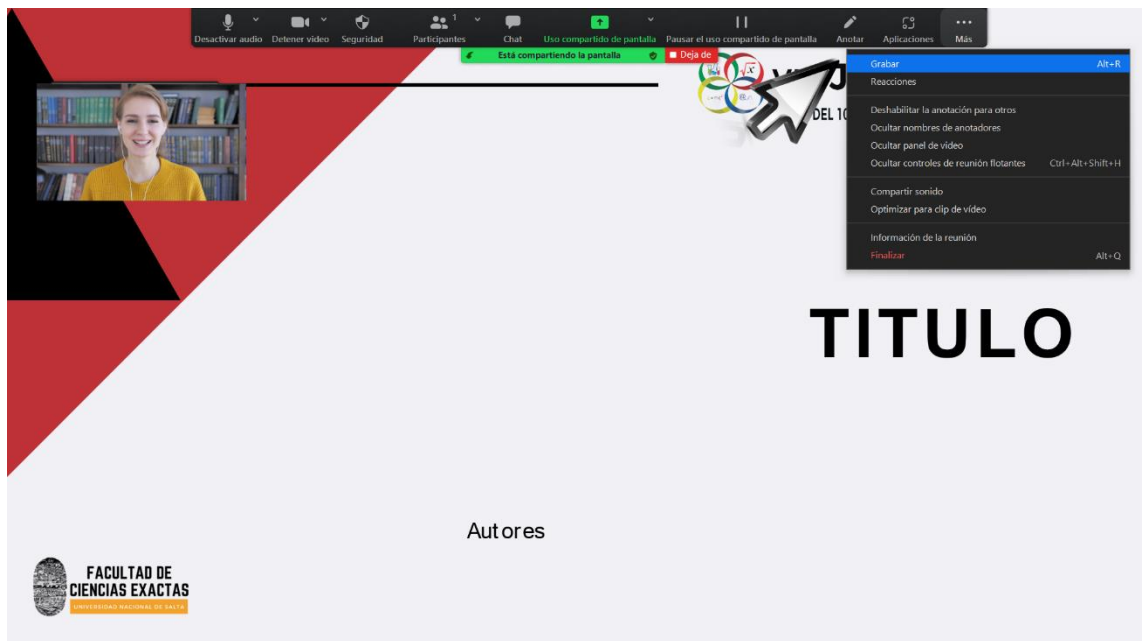 1
Desactivar audio Detener video Seguridad Participantes Chat Uso compartido de pantalla Pausar el uso compartido de pantalla Anotar Aplicaciones Más
Está compartiendo la pantalla Deja de
Grabar Alt+R
Reacciones
DEL 10
Deshabilitar la anotación para otros
Ocultar nombres de anotadores
Ocultar panel de vídeo
Ocultar controles de reunión flotantes Ctrl+Alt+Shift+H
Compartir sonido
Optimizar para clip de vídeo
Información de la reunión
Finalizar Alt+Q
TITULO
Autores
FACULTAD DE
CIENCIAS EXACTAS
UNIVERSIDAD NACIONAL DE SALTA